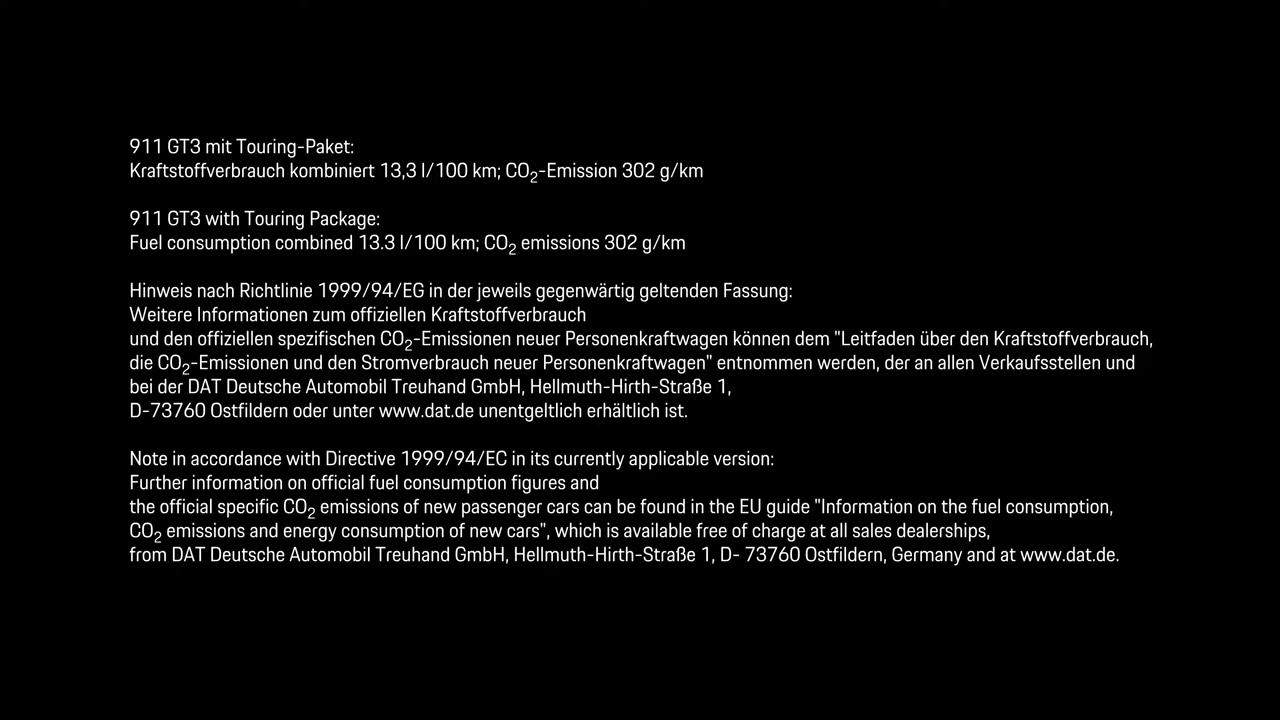 911 GT3 mit Touring-Paket:
Kraftstoffverbrauch kombiniert 13,3 l/100 km; CO₂-Emission 302 g/km
911 GT3 with Touring Package:
Fuel consumption combined 13.3 l/100 km; CO₂ emissions 302 g/km
Hinweis nach Richtlinie 1999/94/EG in der jeweils gegenwärtig geltenden Fassung:
Weitere Informationen zum offiziellen Kraftstoffverbrauch
und den offiziellen spezifischen CO₂-Emissionen neuer Personenkraftwagen können dem "Leitfaden über den Kraftstoffverbrauch,
die CO₂-Emissionen und den Stromverbrauch neuer Personenkraftwagen" entnommen werden, der an allen Verkaufsstellen und
bei der DAT Deutsche Automobil Treuhand GmbH, Hellmuth-Hirth-Straße 1,
D-73760 Ostfildern oder unter www.dat.de unentgeltlich erhältlich ist.
Note in accordance with Directive 1999/94/EC in its currently applicable version:
Further information on official fuel consumption figures and
the official specific CO₂ emissions of new passenger cars can be found in the EU guide "Information on the fuel consumption,
CO₂ emissions and energy consumption of new cars", which is available free of charge at all sales dealerships,
from DAT Deutsche Automobil Treuhand GmbH, Hellmuth-Hirth-Straße 1, D- 73760 Ostfildern, Germany and at www.dat.de.